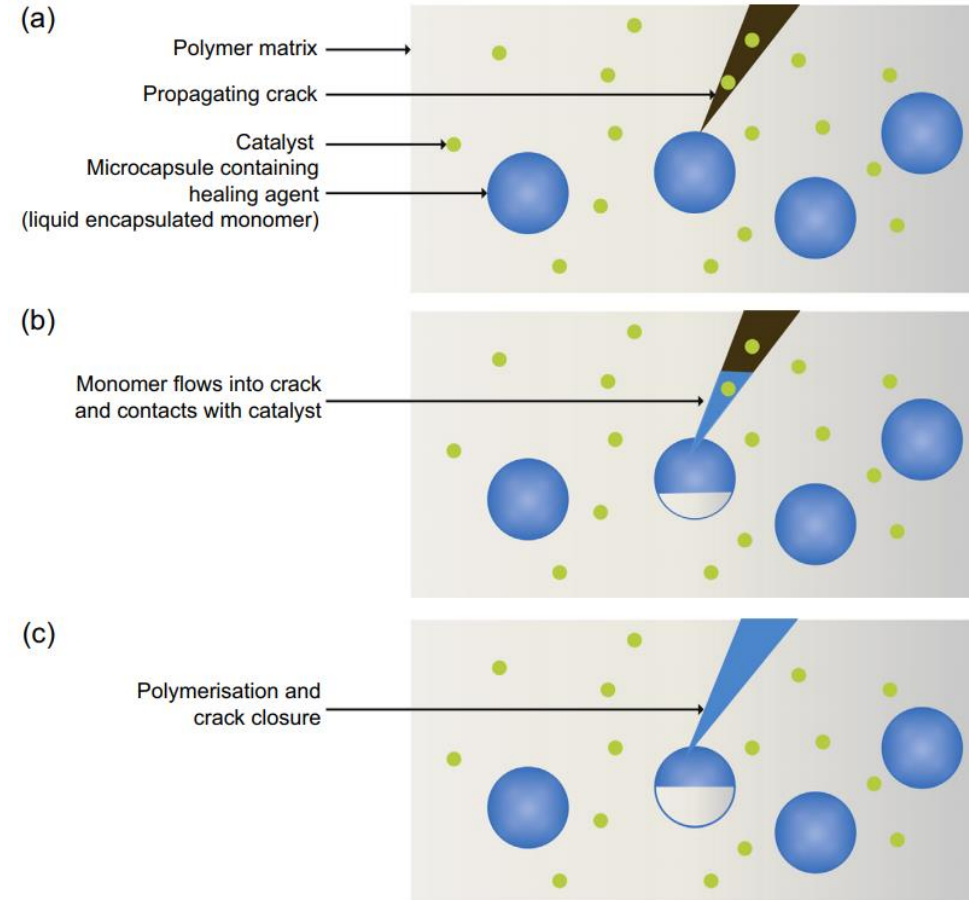 (a)
Polymer matrix
Propagating crack
Catalyst
Microcapsule containing
healing agent
(liquid encapsulated monomer)
(b)
Monomer flows into crack
and contacts with catalyst
(c)
Polymerisation and
crack closure